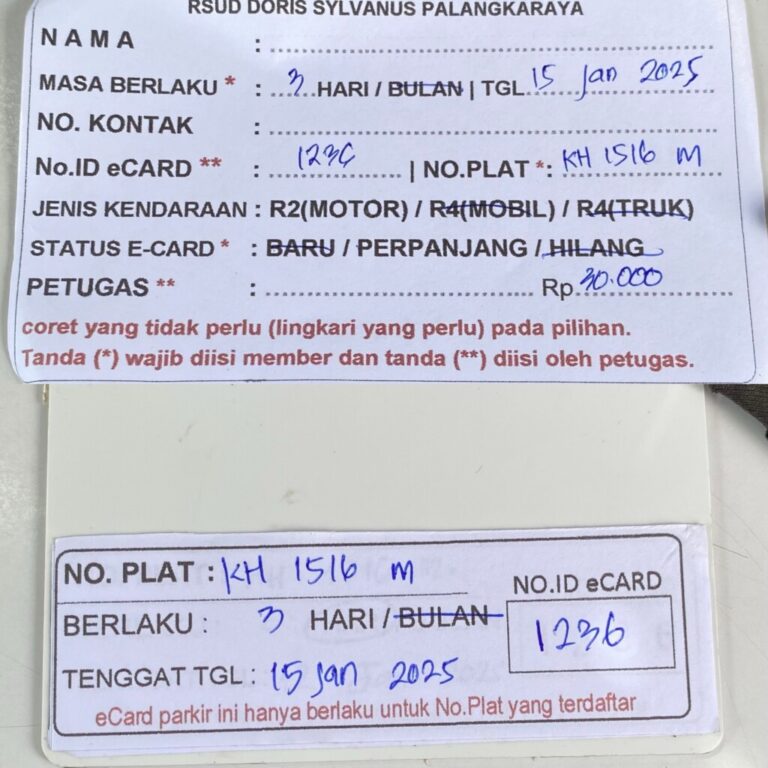 RSUD DORIS SYLVANUS PALANGKARAYA
NAMA :
MASA BERLAKU * : 3 HARI / BULAN | TGL 15 Jan 2025
NO. KONTAK :
No.ID eCARD ** : 1236 | NO.PLAT *: KH 1516 M
JENIS KENDARAAN : R2(MOTOR) / R4(MOBIL) / R4(TRUK)
STATUS E-CARD * : BARU / PERPANJANG / HILANG
PETUGAS ** : Rp. 30.000
coret yang tidak perlu (lingkari yang perlu) pada pilihan.
Tanda (*) wajib diisi member dan tanda (**) diisi oleh petugas.
NO. PLAT : KH 1516 M
NO.ID eCARD
BERLAKU : 3 HARI / BULAN
1236
TENGGAT TGL : 15 Jan 2025
eCard parkir ini hanya berlaku untuk No.Plat yang terdaftar